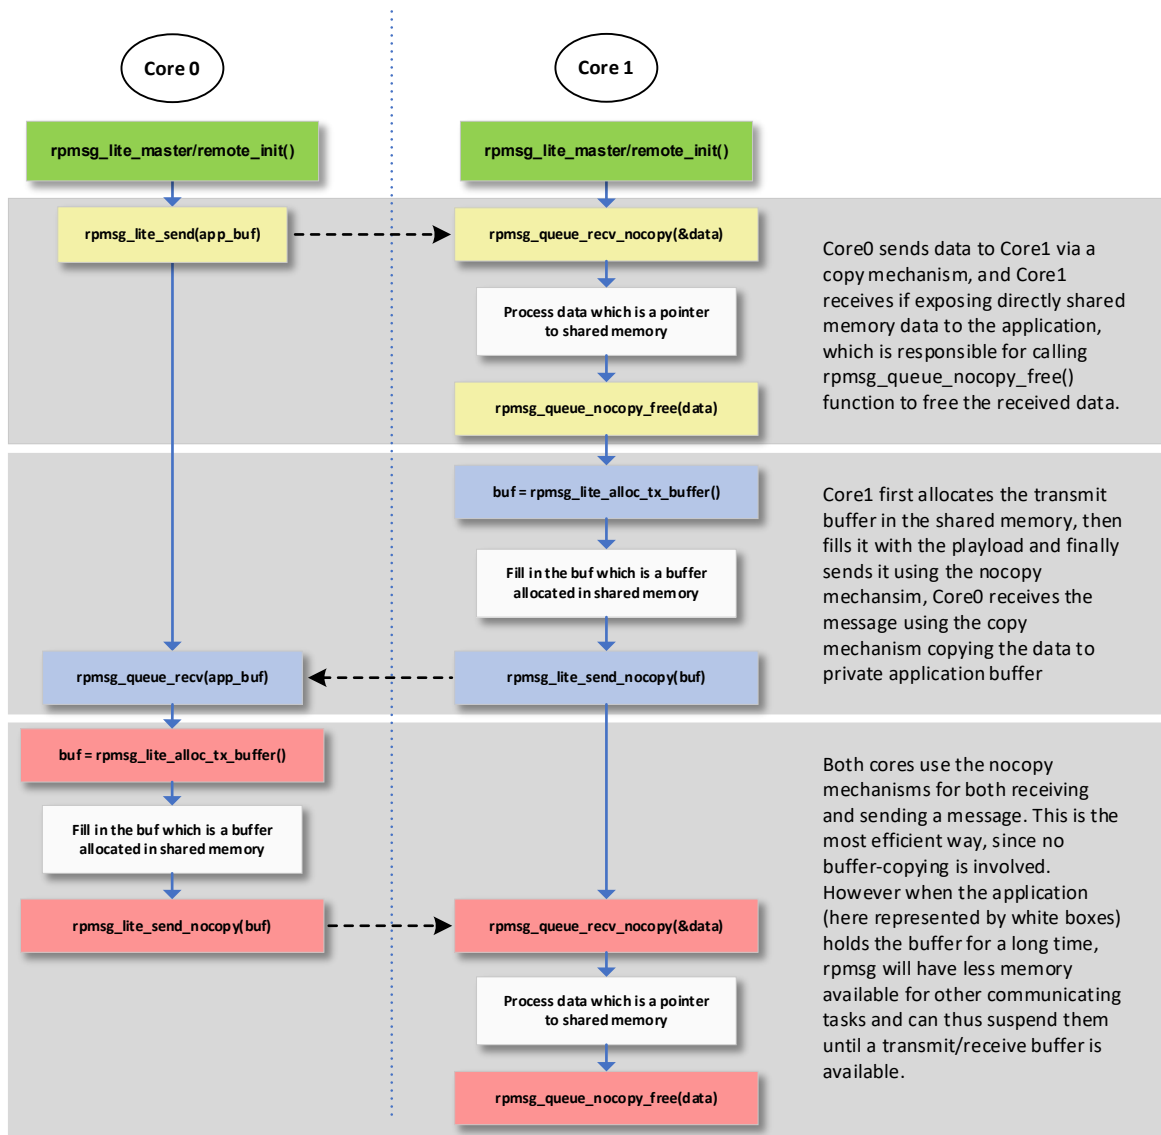 Core 0
Core 1
rpmsg_lite_master/remote_init()
rpmsg_lite_master/remote_init()
rpmsg_lite_send(app_buf)
rpmsg_queue_recv_nocopy(&data)
Process data which is a pointer
to shared memory
rpmsg_queue_nocopy_free(data)
Core0 sends data to Core1 via a
copy mechanism, and Core1
receives if exposing directly shared
memory data to the application,
which is responsible for calling
rpmsg_queue_nocopy_free()
function to free the received data.
buf = rpmsg_lite_alloc_tx_buffer()
Fill in the buf which is a buffer
allocated in shared memory
rpmsg_queue_recv(app_buf)
rpmsg_lite_send_nocopy(buf)
Core1 first allocates the transmit
buffer in the shared memory, then
fills it with the playload and finally
sends it using the nocopy
mechansim, Core0 receives the
message using the copy
mechanism copying the data to
private application buffer
buf = rpmsg_lite_alloc_tx_buffer()
Fill in the buf which is a buffer
allocated in shared memory
rpmsg_lite_send_nocopy(buf)
rpmsg_queue_recv_nocopy(&data)
Process data which is a pointer
to shared memory
rpmsg_queue_nocopy_free(data)
Both cores use the nocopy
mechanisms for both receiving
and sending a message. This is the
most efficient way, since no
buffer-copying is involved.
However when the application
(here represented by white boxes)
holds the buffer for a long time,
rpmsg will have less memory
available for other communicating
tasks and can thus suspend them
until a transmit/receive buffer is
available.